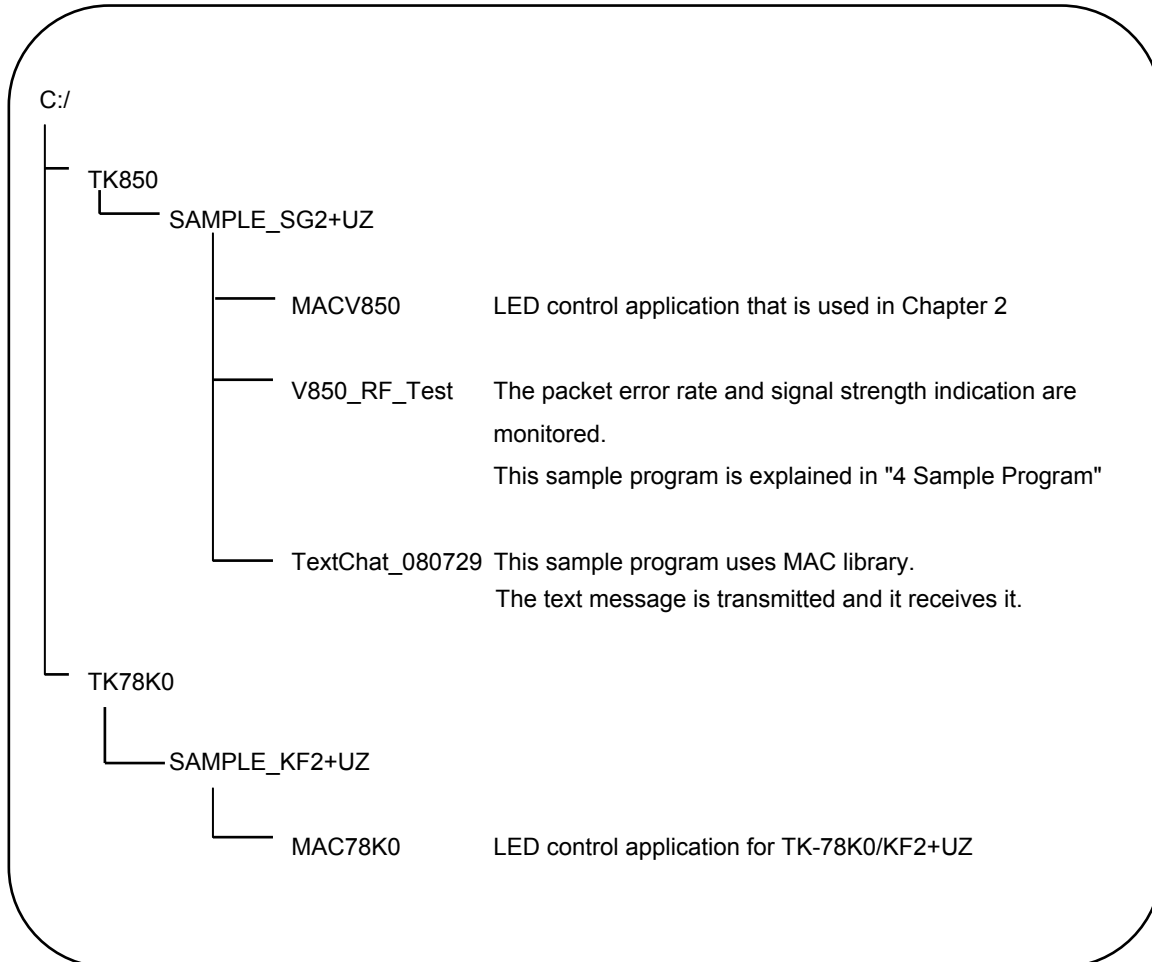 C:/
TK850
SAMPLE_SG2+UZ
MACV850 LED control application that is used in Chapter 2
V850_RF_Test The packet error rate and signal strength indication are
monitored.
This sample program is explained in "4 Sample Program"
TextChat_080729 This sample program uses MAC library.
The text message is transmitted and it receives it.
TK78K0
SAMPLE_KF2+UZ
MAC78K0 LED control application for TK-78K0/KF2+UZ